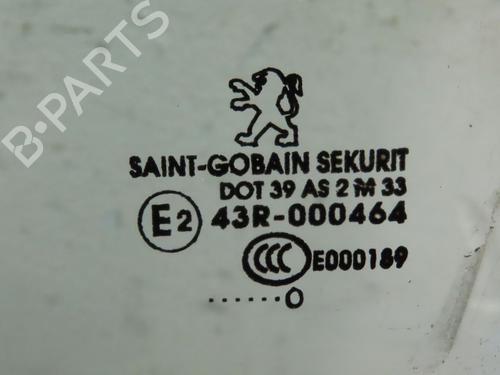 B-PARTS
SAINT-GOBAIN SEKURIT
DOT 39 AS 2 M 33
E2 43R-000464
CCC E000189
......0